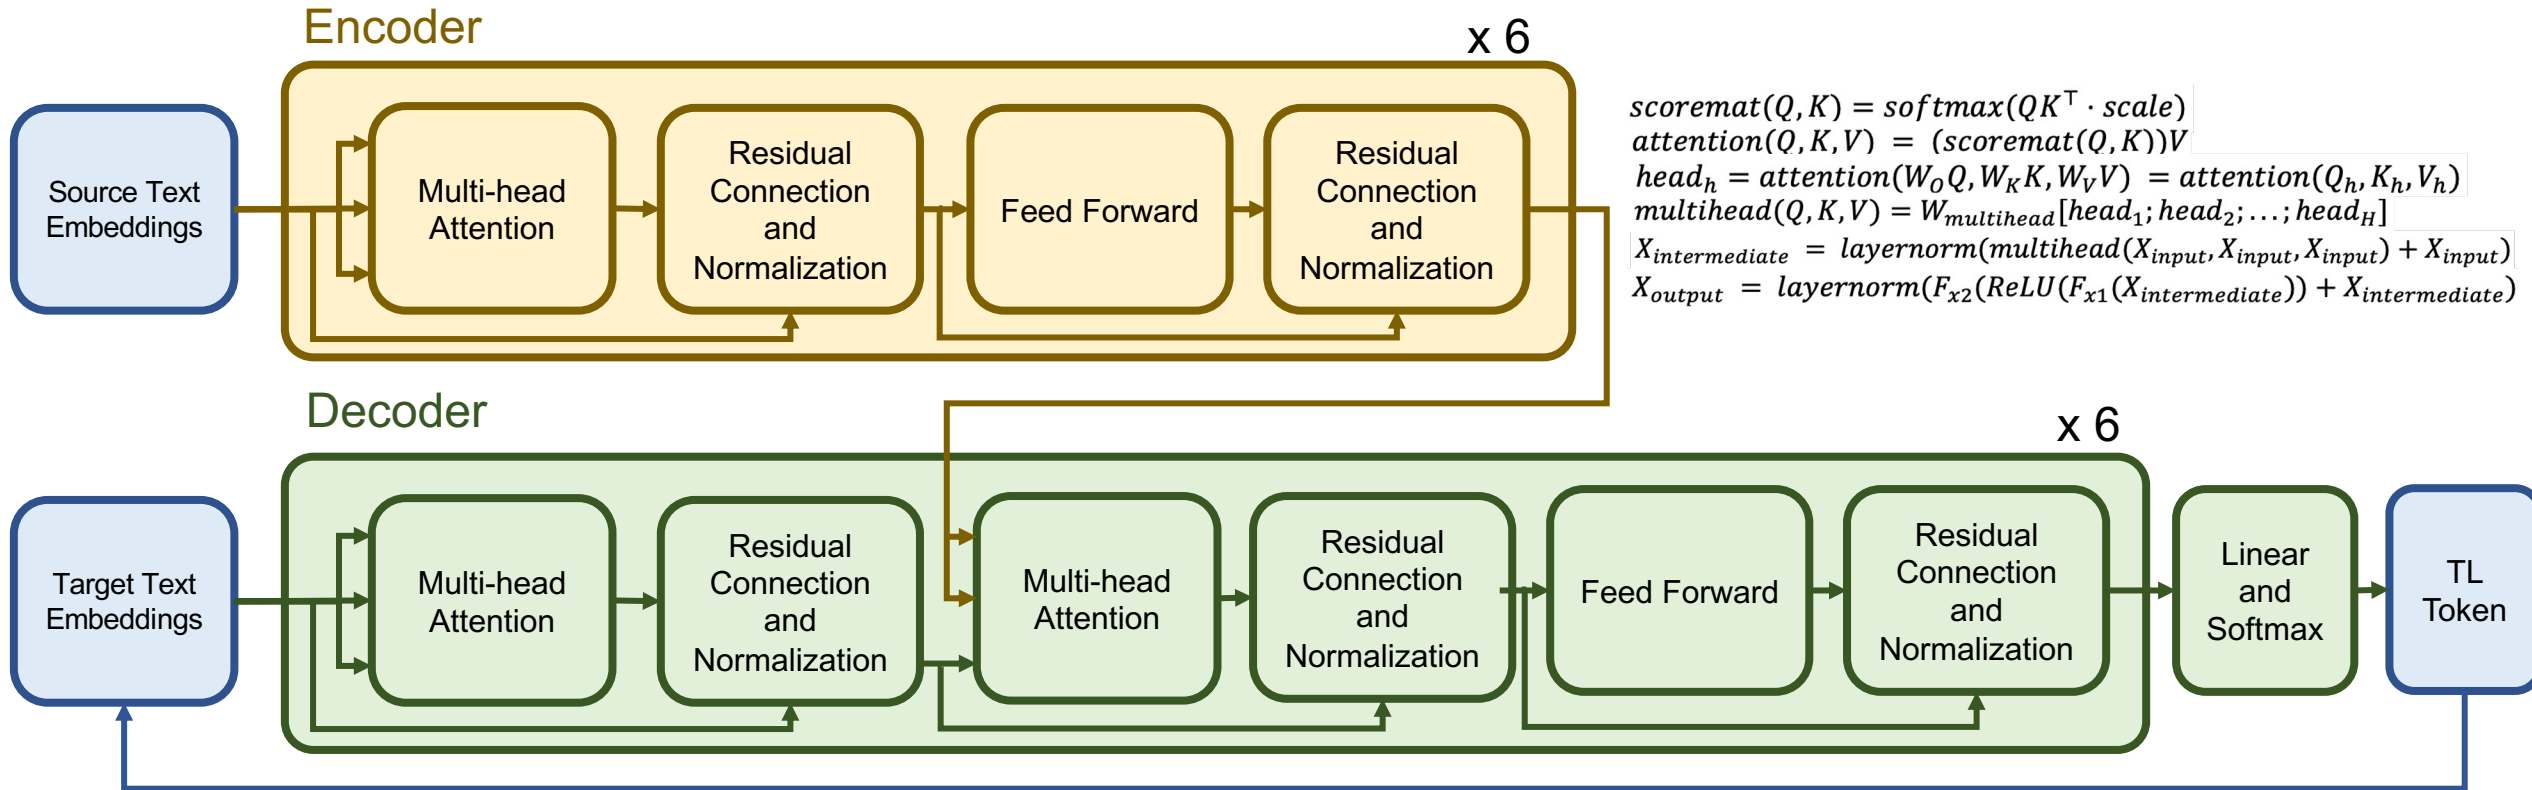 Encoder
x 6
Source Text
Embeddings
Multi-head
Attention
Residual
Connection
and
Normalization
Feed Forward
Residual
Connection
and
Normalization
scoremat(Q, K) = softmax(QK⊤ · scale)
attention(Q, K, V) = (scoremat(Q, K))V
head_h = attention(W_Q Q, W_K K, W_V V) = attention(Q_h, K_h, V_h)
multihead(Q, K, V) = W_multihead[head_1; head_2; …; head_H]
X_intermediate = layernorm(multihead(X_input, X_input, X_input) + X_input)
X_output = layernorm(F_x2(ReLU(F_x1(X_intermediate)) + X_intermediate)
Decoder
x 6
Target Text
Embeddings
Multi-head
Attention
Residual
Connection
and
Normalization
Multi-head
Attention
Residual
Connection
and
Normalization
Feed Forward
Residual
Connection
and
Normalization
Linear
and
Softmax
TL
Token